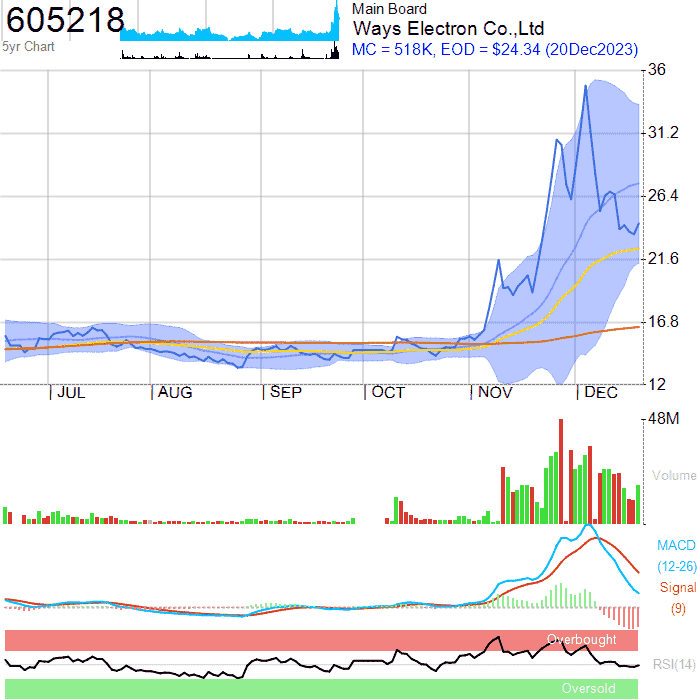 605218
5yr Chart
Main Board
Ways Electron Co.,Ltd
MC = 518K, EOD = $24.34 (20Dec2023)
36
31.2
26.4
21.6
16.8
12
JUL AUG SEP OCT NOV DEC
48M
Volume
MACD
(12-26)
Signal
(9)
Overbought
RSI(14)
Oversold